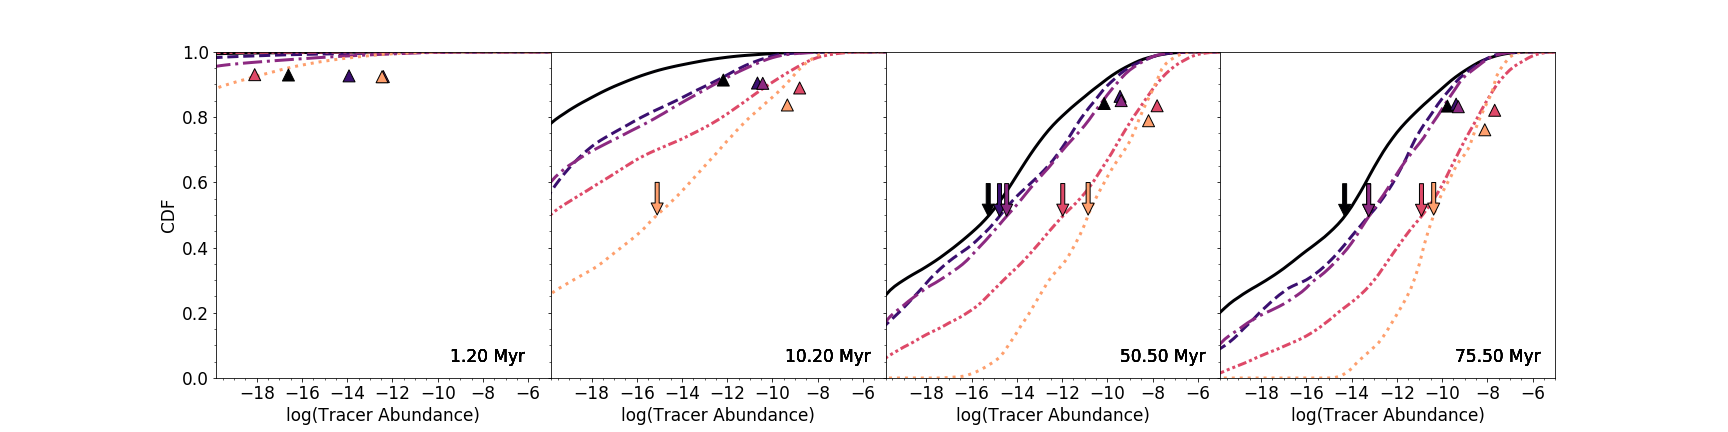 CDF
1.0
0.8
0.6
0.4
0.2
0.0
1.20 Myr
10.20 Myr
50.50 Myr
75.50 Myr
−18 −16 −14 −12 −10 −8 −6
−18 −16 −14 −12 −10 −8 −6
−18 −16 −14 −12 −10 −8 −6
−18 −16 −14 −12 −10 −8 −6
log(Tracer Abundance)
log(Tracer Abundance)
log(Tracer Abundance)
log(Tracer Abundance)